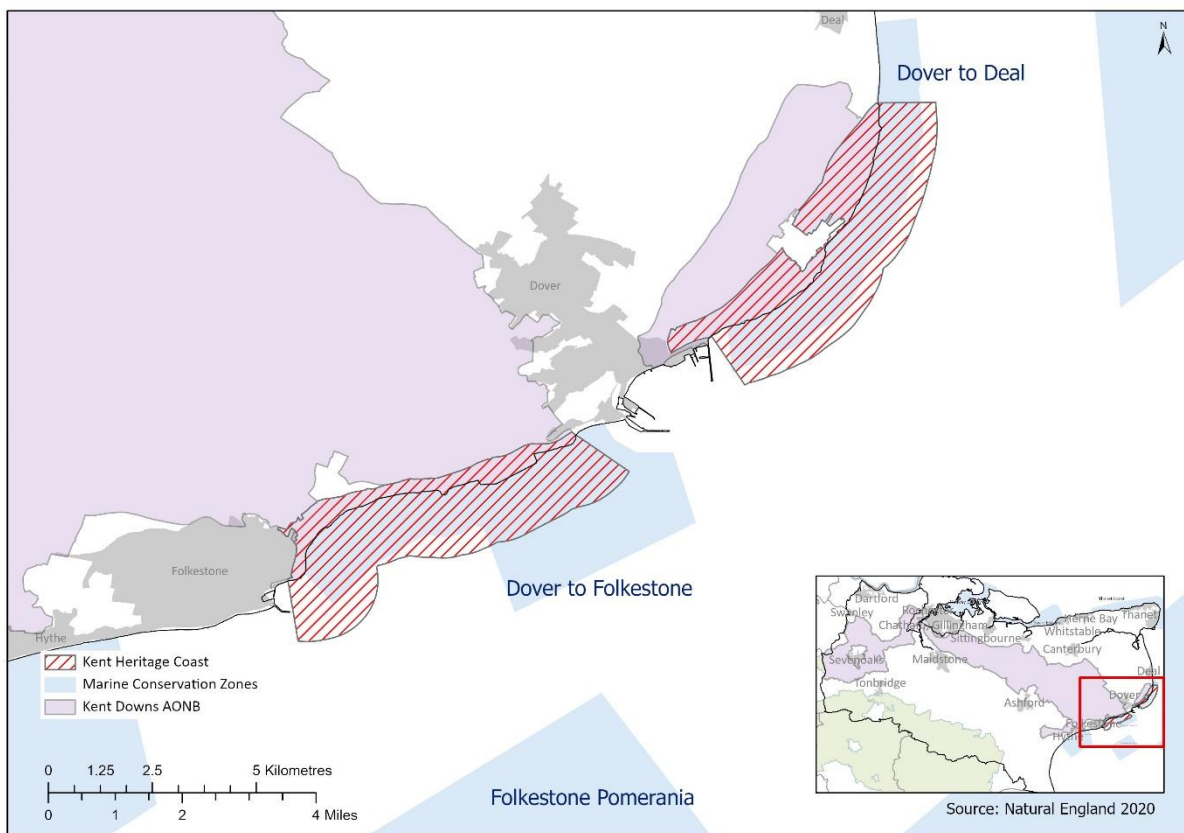 Deal
N
Dover to Deal
Dover
Dover to Folkestone
Folkestone
Hythe
Kent Heritage Coast
Marine Conservation Zones
Kent Downs AONB
0 1.25 2.5 5 Kilometres
0 1 2 4 Miles
Folkestone Pomerania
Dartford
Swanley
Gillingham
Sittingbourne
Herne Bay
Thanet
Whitstable
Canterbury
Sevenoaks
Maidstone
Tonbridge
Ashford
Deal
Dover
Folkestone
Hythe
Source: Natural England 2020